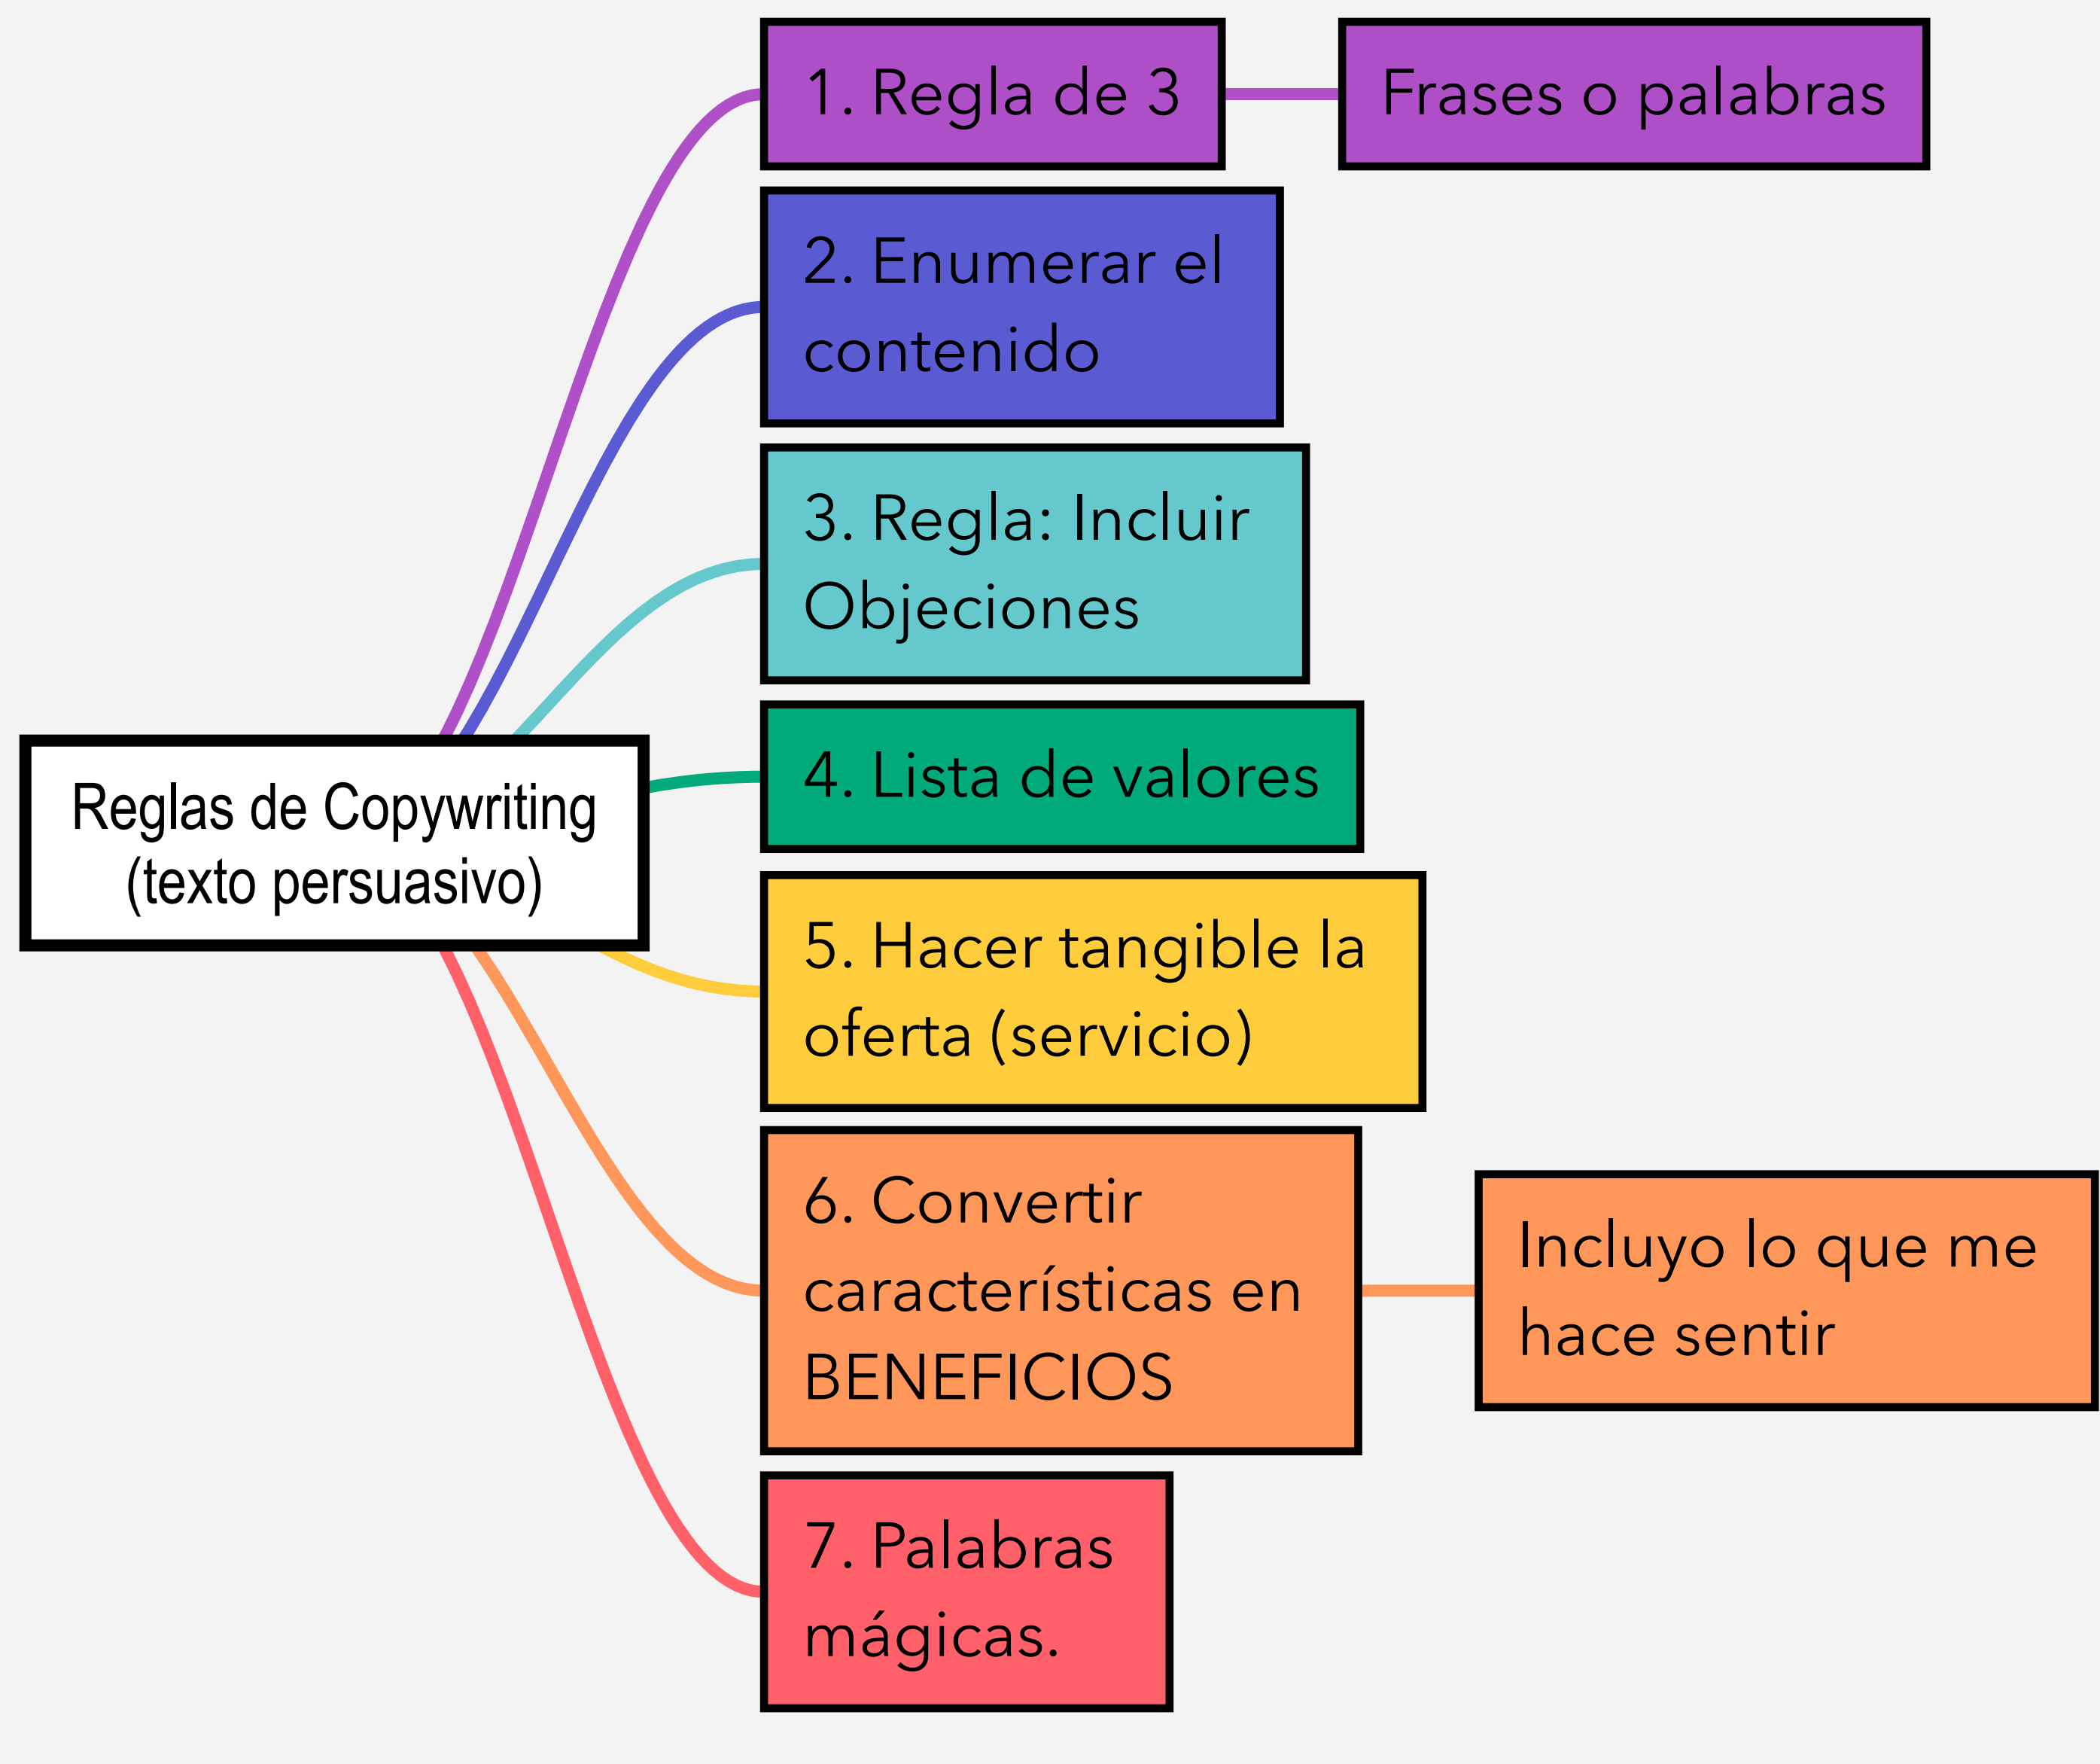 1. Regla de 3
Frases o palabras
2. Enumerar el
contenido
3. Regla: Incluir
Objeciones
Reglas de Copywriting
(texto persuasivo)
4. Lista de valores
5. Hacer tangible la
oferta (servicio)
6. Convertir
características en
BENEFICIOS
Incluyo lo que me
hace sentir
7. Palabras
mágicas.